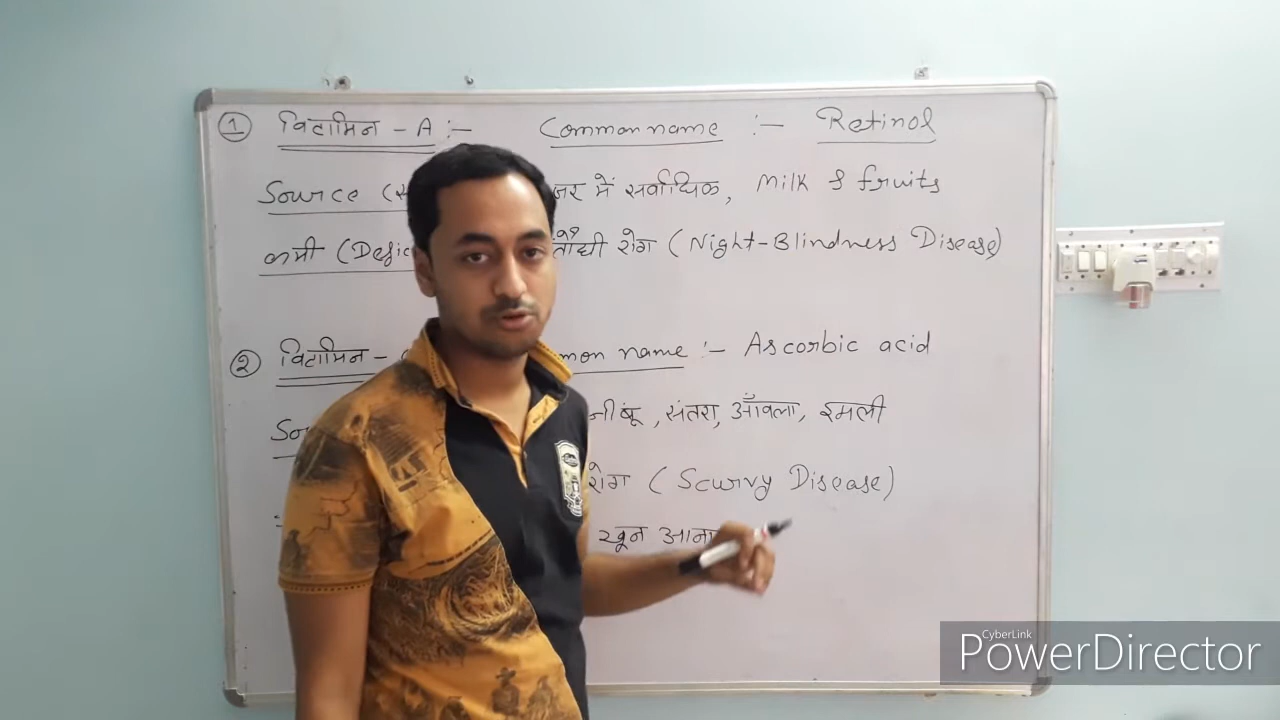 1 विटामिन - A :- Common name :- Retinol
Source ( जर में सर्वाधिक, Milk & fruits
कमी (Defic तौंधी रोग (Night-Blindness Disease)
2 विटामिन - mon name :- Ascorbic acid
So नींबू, संतरा, आँवला, इमली
रोग (Scurvy Disease)
खून आना
CyberLink
PowerDirector